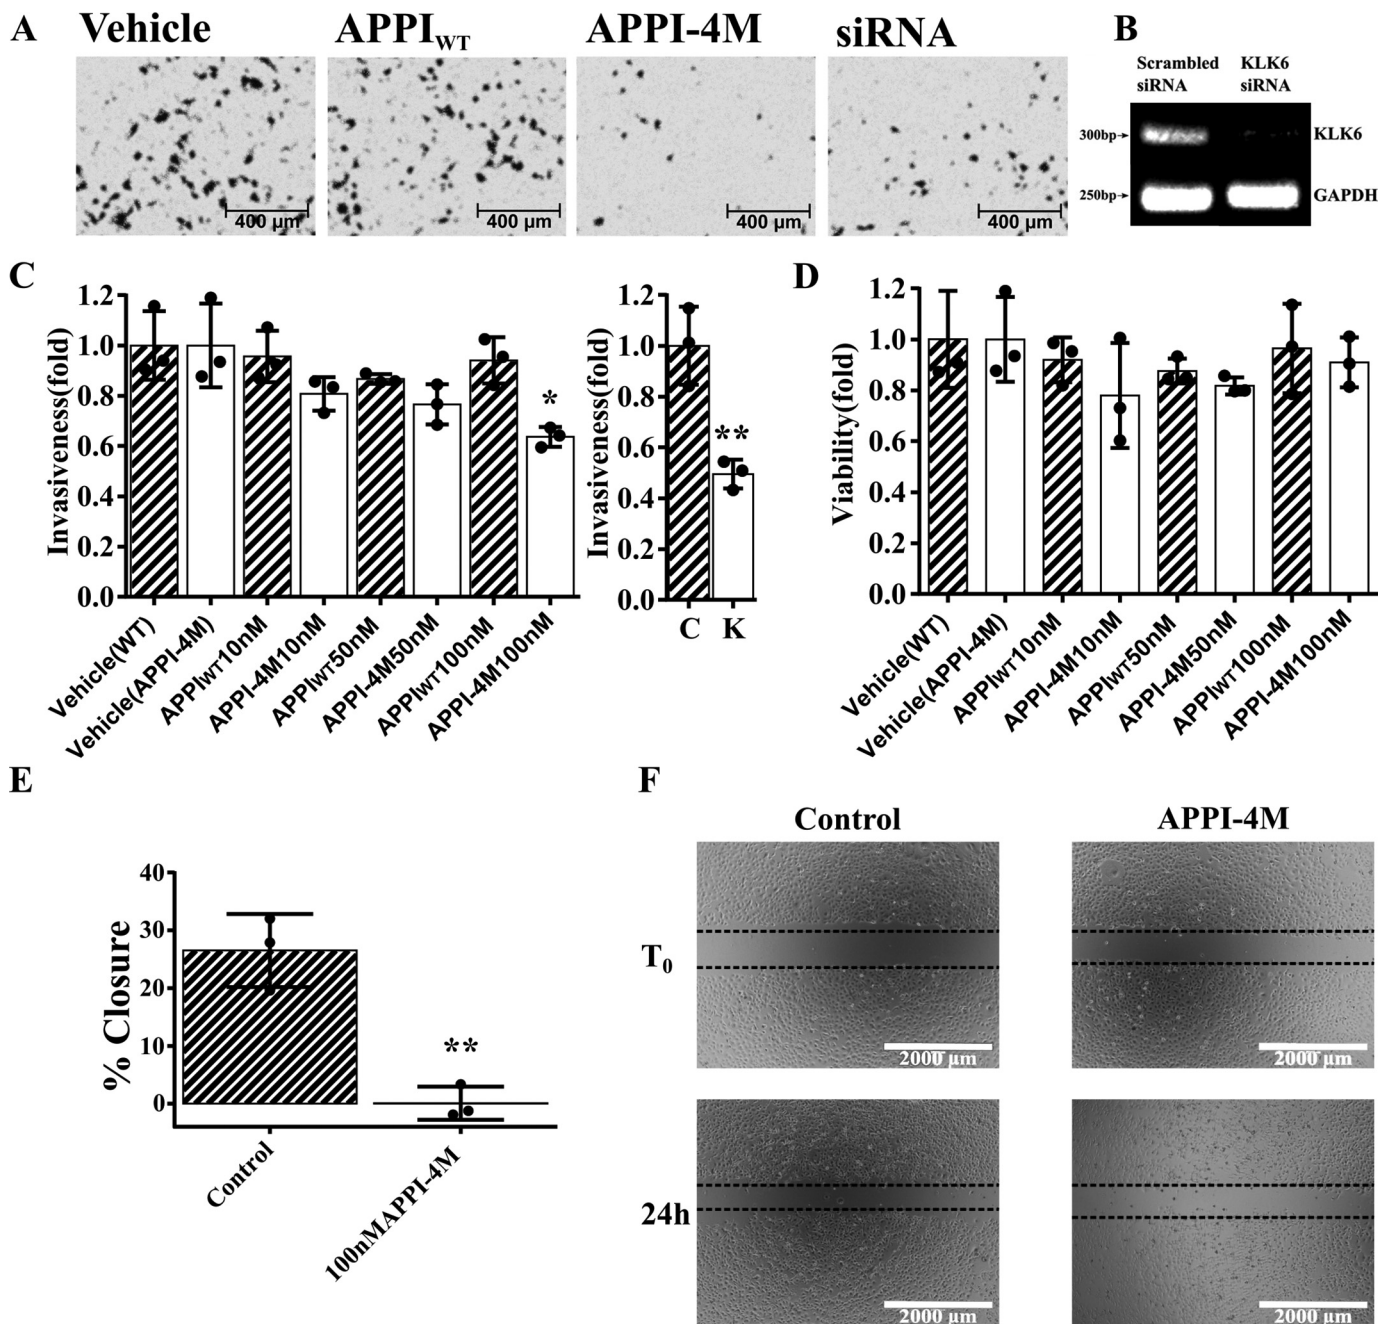 A
Vehicle
APPIWT
APPI-4M
siRNA
400 µm
400 µm
400 µm
400 µm
B
Scrambled
siRNA
KLK6
siRNA
300bp
KLK6
250bp
GAPDH
C
Invasiveness(fold)
1.2
1.0
0.8
0.6
0.4
0.2
0.0
*
Vehicle(WT)
Vehicle(APPI-4M)
APPIWT10nM
APPI-4M10nM
APPIWT50nM
APPI-4M50nM
APPIWT100nM
APPI-4M100nM
Invasiveness(fold)
1.2
1.0
0.8
0.6
0.4
0.2
0.0
**
C
K
D
Viability(fold)
1.2
1.0
0.8
0.6
0.4
0.2
0.0
Vehicle(WT)
Vehicle(APPI-4M)
APPIWT10nM
APPI-4M10nM
APPIWT50nM
APPI-4M50nM
APPIWT100nM
APPI-4M100nM
E
% Closure
40
30
20
10
0
**
Control
100nMAPPI-4M
F
Control
APPI-4M
T0
2000 µm
2000 µm
24h
2000 µm
2000 µm